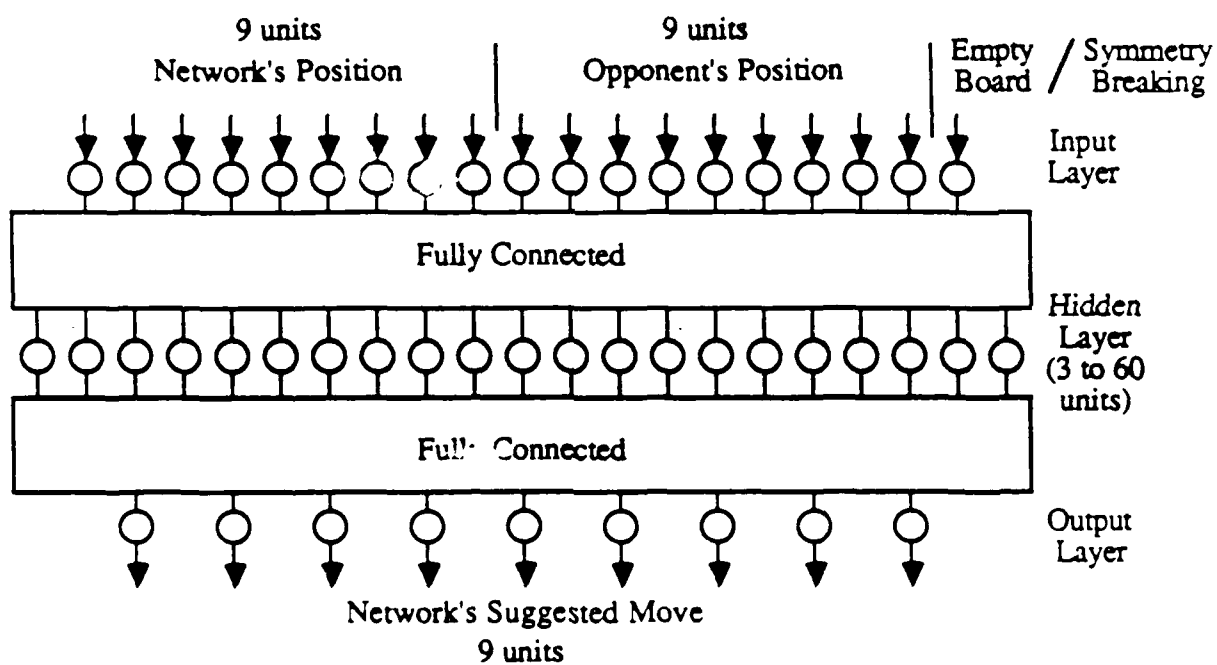 9 units
Network's Position
9 units
Opponent's Position
Empty
Board
/
Symmetry
Breaking
Input
Layer
Fully Connected
Hidden
Layer
(3 to 60
units)
Connected
Output
Layer
Network's Suggested Move
9 units